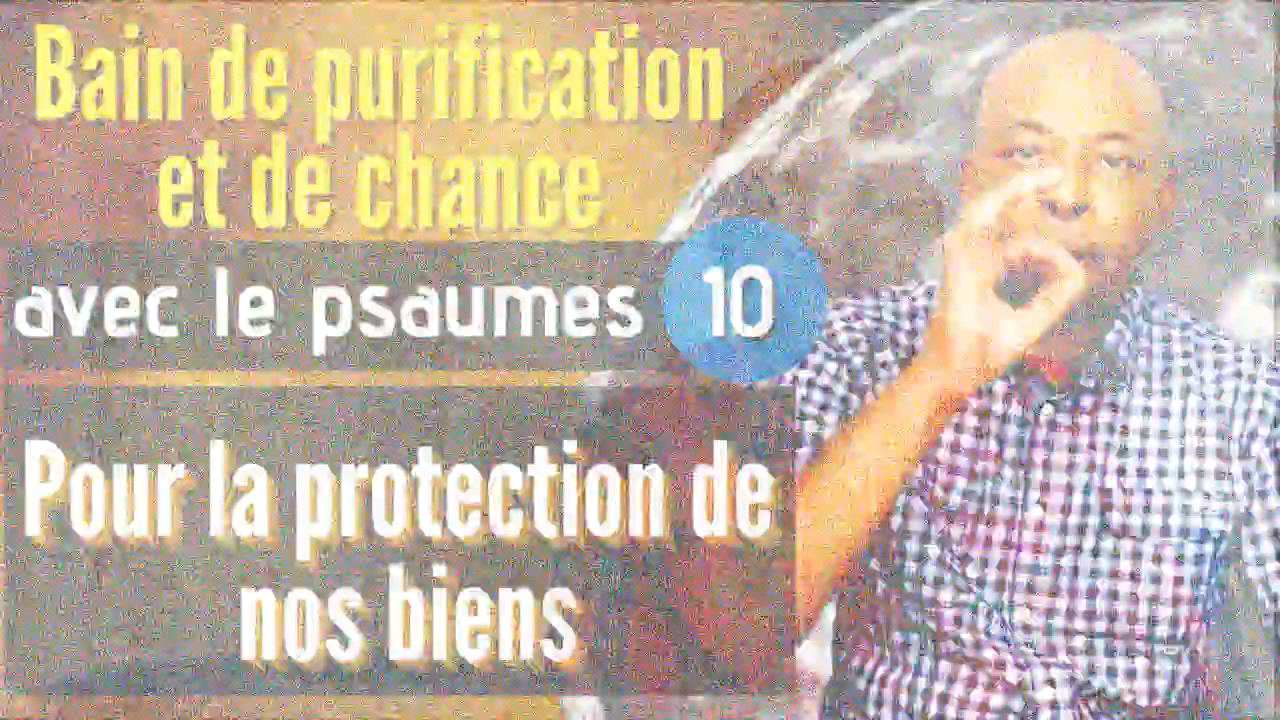 Bain de purification
et de chance
avec le psaumes 10
Pour la protection de
nos biens